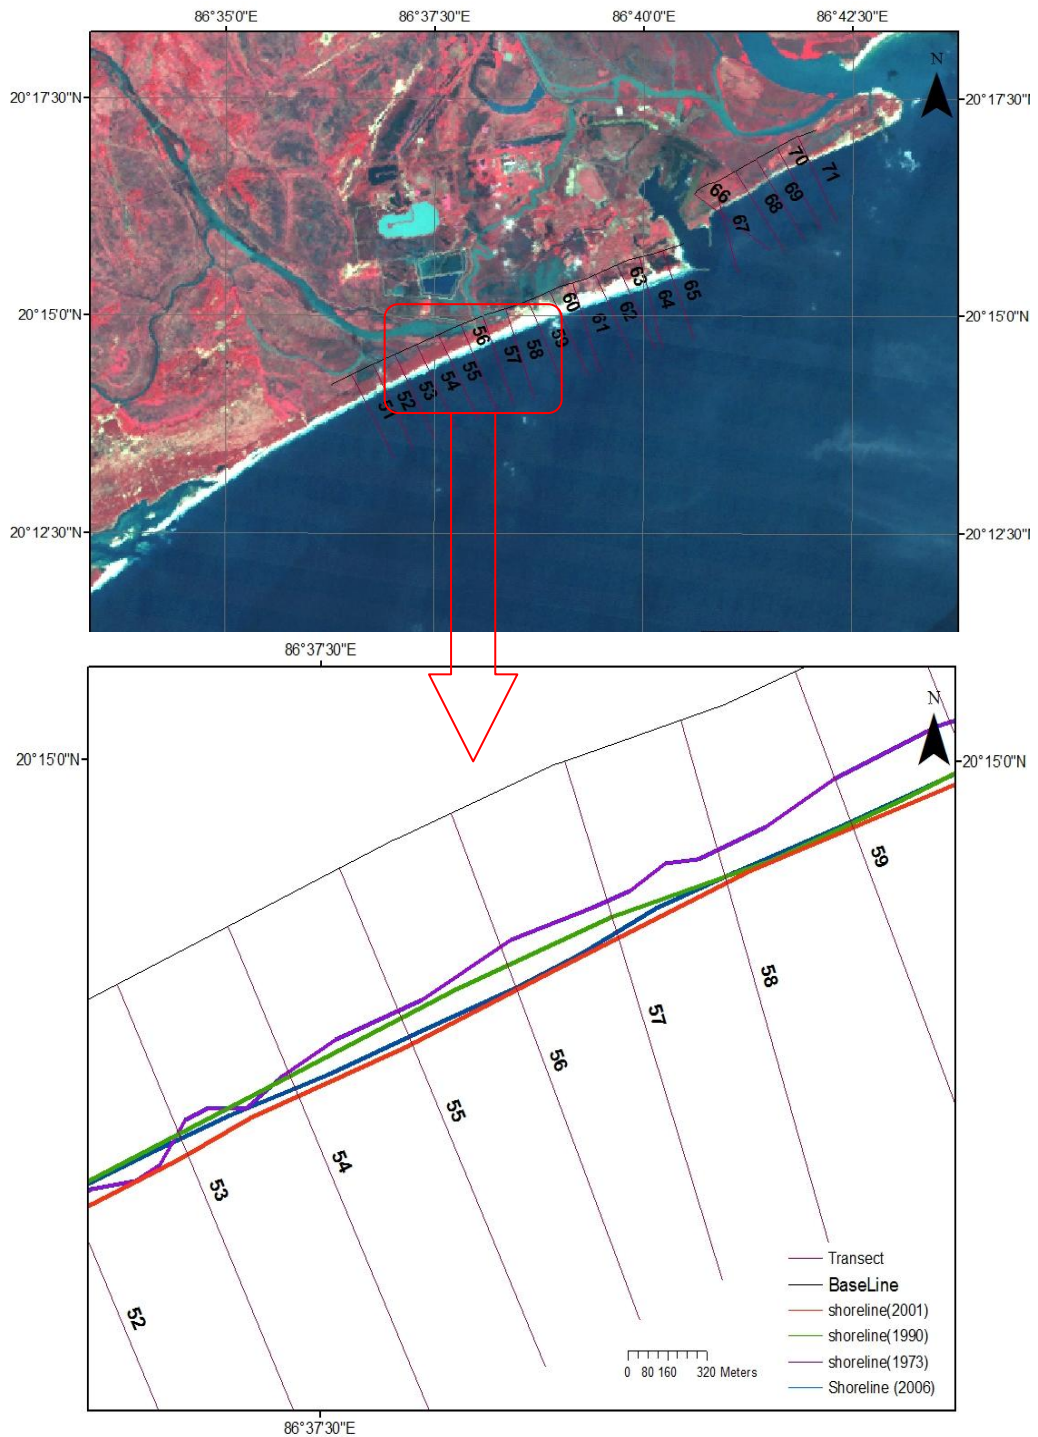 86°35'0"E 86°37'30"E 86°40'0"E 86°42'30"E
N
20°17'30"N 20°17'30"N
70 71
66 69
68
67
63
60 65
64
62
61
20°15'0"N 20°15'0"N
56 59
58
57
55
54
53
52
51
20°12'30"N 20°12'30"N
86°37'30"E
N
20°15'0"N 20°15'0"N
59
58
57
56
55
54
53
52
Transect
BaseLine
shoreline(2001)
shoreline(1990)
shoreline(1973)
Shoreline (2006)
0 80 160 320 Meters
86°37'30"E